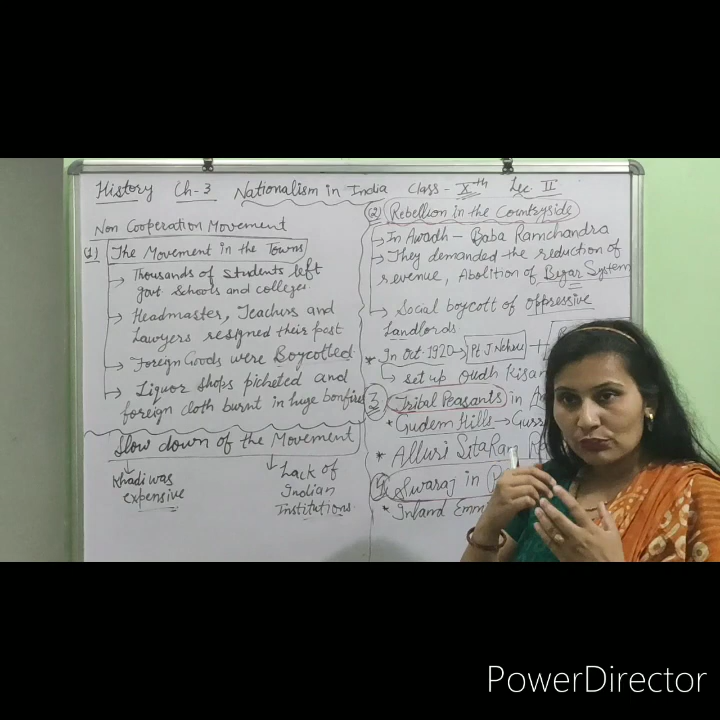 History Ch-3 Nationalism in India Class - Xth Lec. II
Non Cooperation Movement
(1) The Movement in the Towns
→ Thousands of students left
govt schools and colleges
→ Headmaster, Teachers and
Lawyers resigned their post
→ Foreign Goods were Boycotted
→ Liquor shops picheted and
foreign cloth burnt in huge bonfires
Slow down of the Movement
Khadi was
expensive
Lack of
Indian
Institutions
(2) Rebellion in the Countryside
→ In Awadh - Baba Ramchandra
→ They demanded the reduction of
revenue, Abolition of Begar System
→ Social boycott of oppressive
Landlords
* In Oct. 1920 → Pt J. Nehru +
→ set up Oudh Kisan
3 Tribal Peasants in
* Gudem Hills →
* Alluri SitaRam
4 Swaraj in
* Inland
PowerDirector